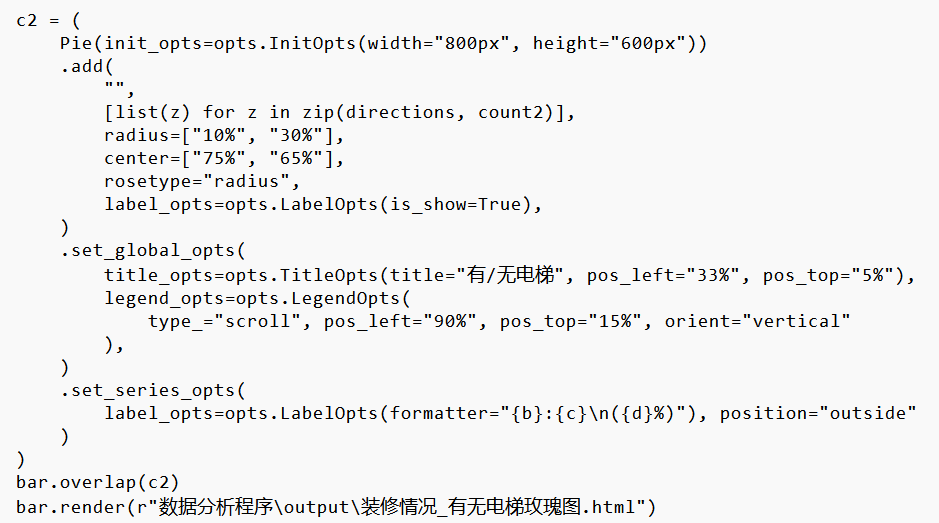 c2 = (
    Pie(init_opts=opts.InitOpts(width="800px", height="600px"))
    .add(
        "",
        [list(z) for z in zip(directions, count2)],
        radius=["10%", "30%"],
        center=["75%", "65%"],
        rosetype="radius",
        label_opts=opts.LabelOpts(is_show=True),
    )
    .set_global_opts(
        title_opts=opts.TitleOpts(title="有/无电梯", pos_left="33%", pos_top="5%"),
        legend_opts=opts.LegendOpts(
            type_="scroll", pos_left="90%", pos_top="15%", orient="vertical"
        ),
    )
    .set_series_opts(
        label_opts=opts.LabelOpts(formatter="{b}:{c}\n({d}%)"), position="outside"
    )
)
bar.overlap(c2)
bar.render(r"数据分析程序\output\装修情况_有无电梯玫瑰图.html")